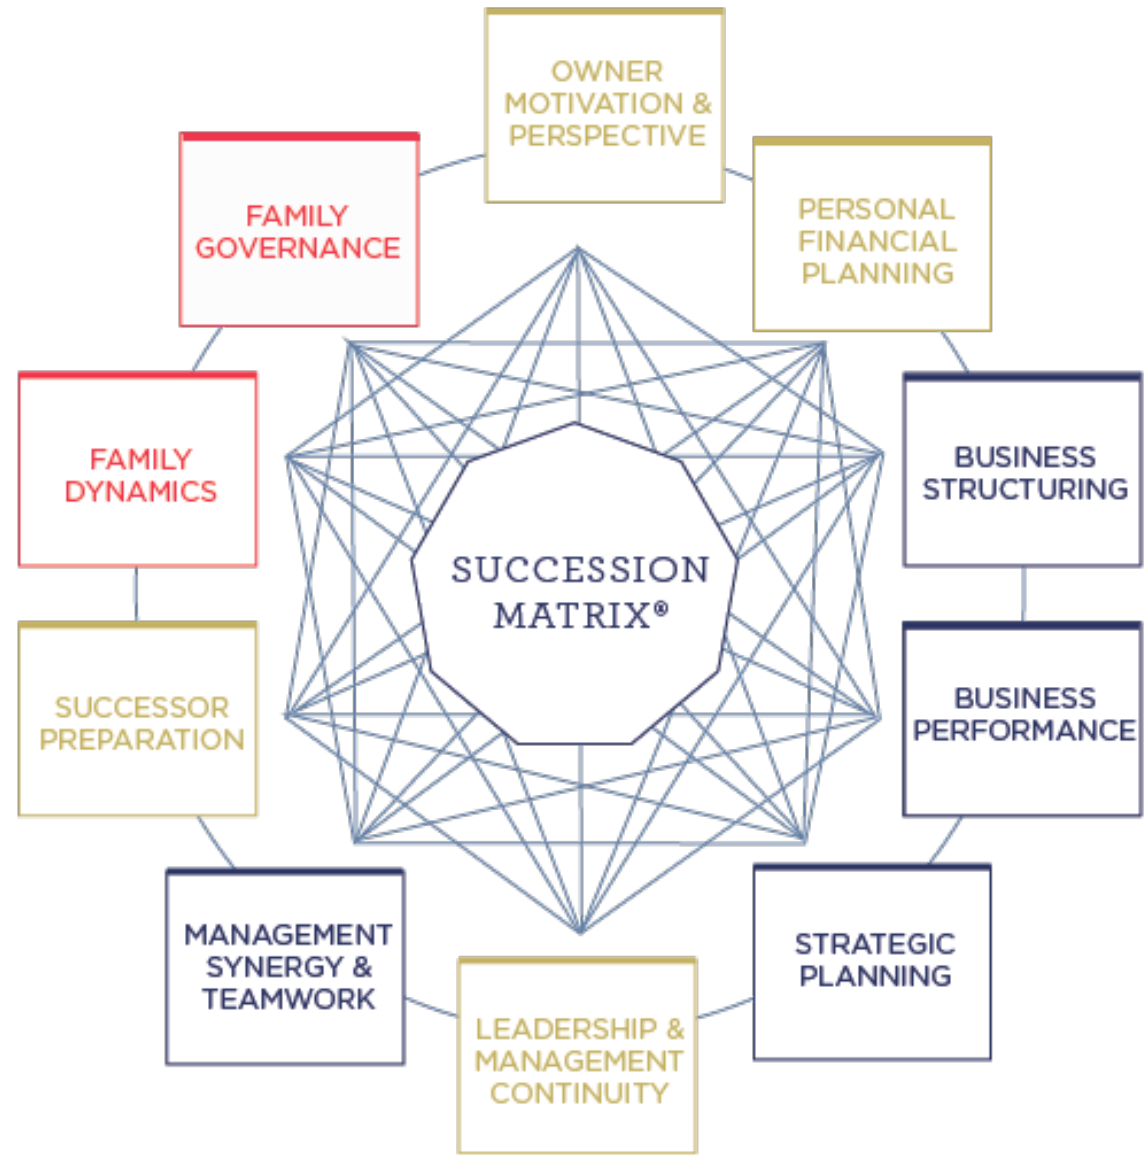 OWNER
MOTIVATION &
PERSPECTIVE
PERSONAL
FINANCIAL
PLANNING
BUSINESS
STRUCTURING
BUSINESS
PERFORMANCE
STRATEGIC
PLANNING
LEADERSHIP &
MANAGEMENT
CONTINUITY
MANAGEMENT
SYNERGY &
TEAMWORK
SUCCESSOR
PREPARATION
FAMILY
DYNAMICS
FAMILY
GOVERNANCE
SUCCESSION
MATRIX®